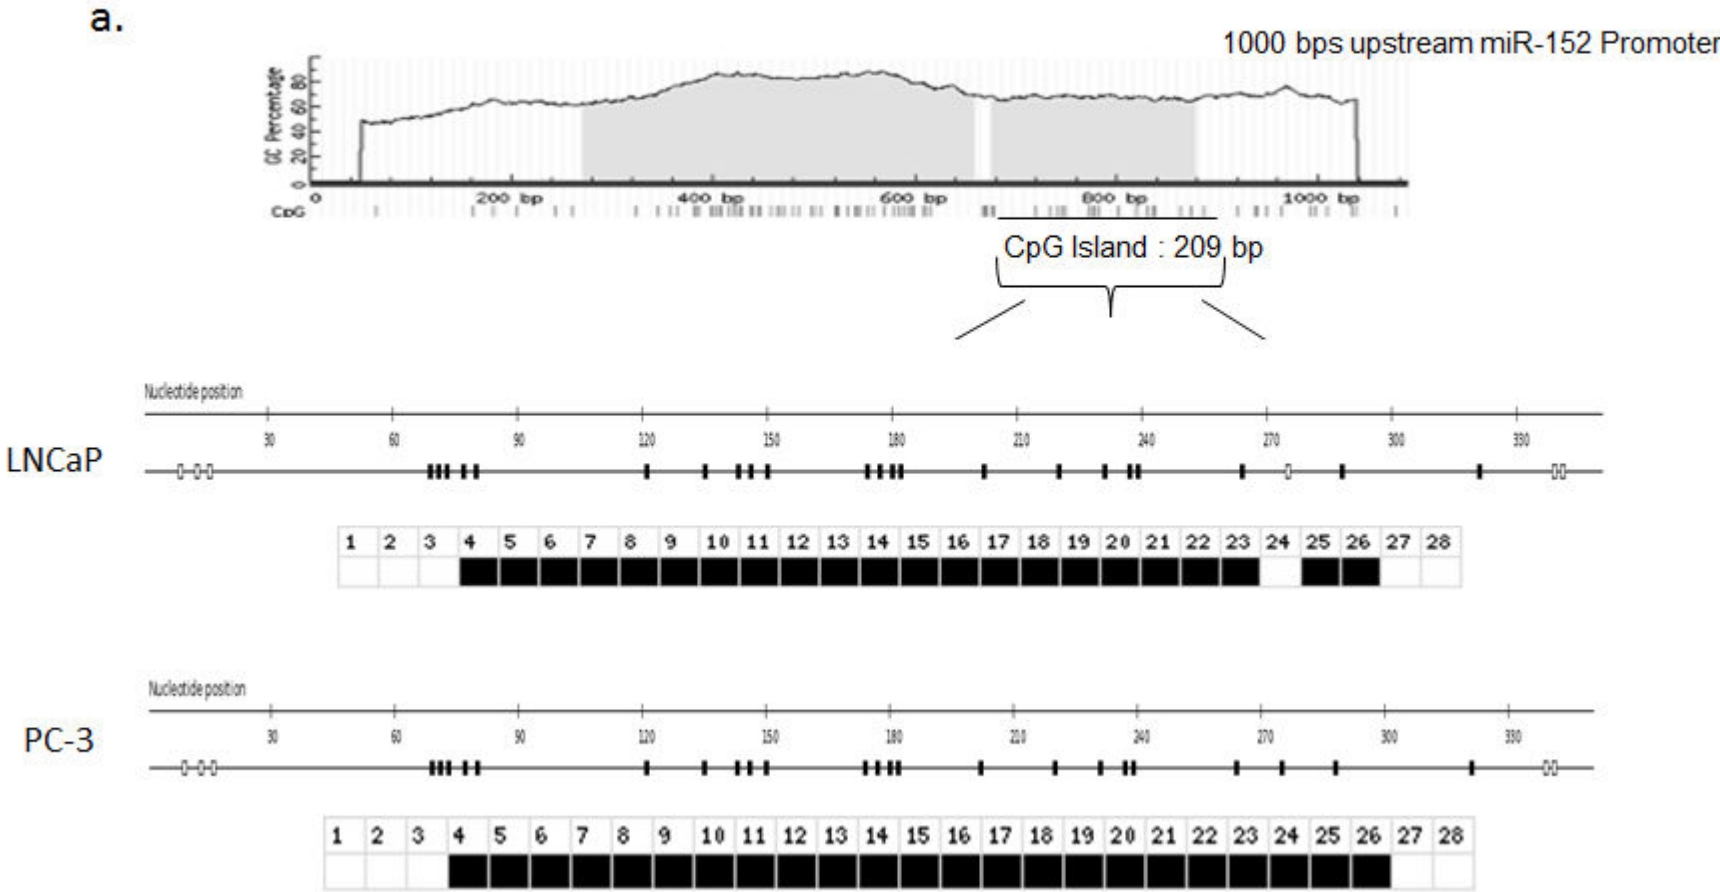 a.
1000 bps upstream miR-152 Promoter
GC Percentage
80
60
40
20
0
0 200 bp 400 bp 600 bp 800 bp 1000 bp
CpG
CpG Island : 209 bp
Nucleotide position
30 60 90 120 150 180 210 240 270 300 330
LNCaP
1 2 3 4 5 6 7 8 9 10 11 12 13 14 15 16 17 18 19 20 21 22 23 24 25 26 27 28
Nucleotide position
30 60 90 120 150 180 210 240 270 300 330
PC-3
1 2 3 4 5 6 7 8 9 10 11 12 13 14 15 16 17 18 19 20 21 22 23 24 25 26 27 28